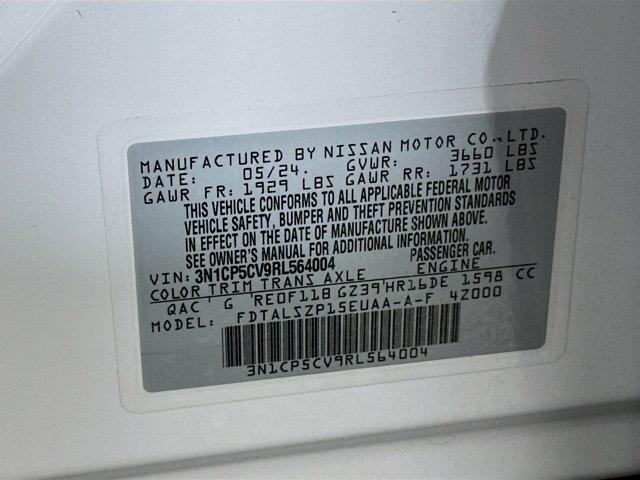 MANUFACTURED BY NISSAN MOTOR CO., LTD.
DATE: 05/24. GVWR: 3660 LBS
GAWR FR: 1929 LBS GAWR RR: 1731 LBS
THIS VEHICLE CONFORMS TO ALL APPLICABLE FEDERAL MOTOR
VEHICLE SAFETY, BUMPER AND THEFT PREVENTION STANDARDS
IN EFFECT ON THE DATE OF MANUFACTURE SHOWN ABOVE.
SEE OWNER'S MANUAL FOR ADDITIONAL INFORMATION.
VIN: 3N1CP5CV9RL564004 PASSENGER CAR.
COLOR TRIM TRANS AXLE ENGINE
QAC G RE0F11B GZ39 HR16DE 1598 CC
MODEL: FDTALSZP15EUAA-A-F 4Z000
3N1CP5CV9RL564004